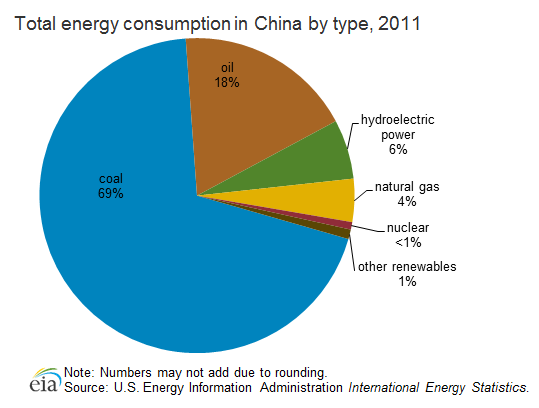 Total energy consumption in China by type, 2011
oil
18%
hydroelectric
power
6%
coal
69%
natural gas
4%
nuclear
<1%
other renewables
1%
Note: Numbers may not add due to rounding.
eia
Source: U.S. Energy Information Administration International Energy Statistics.